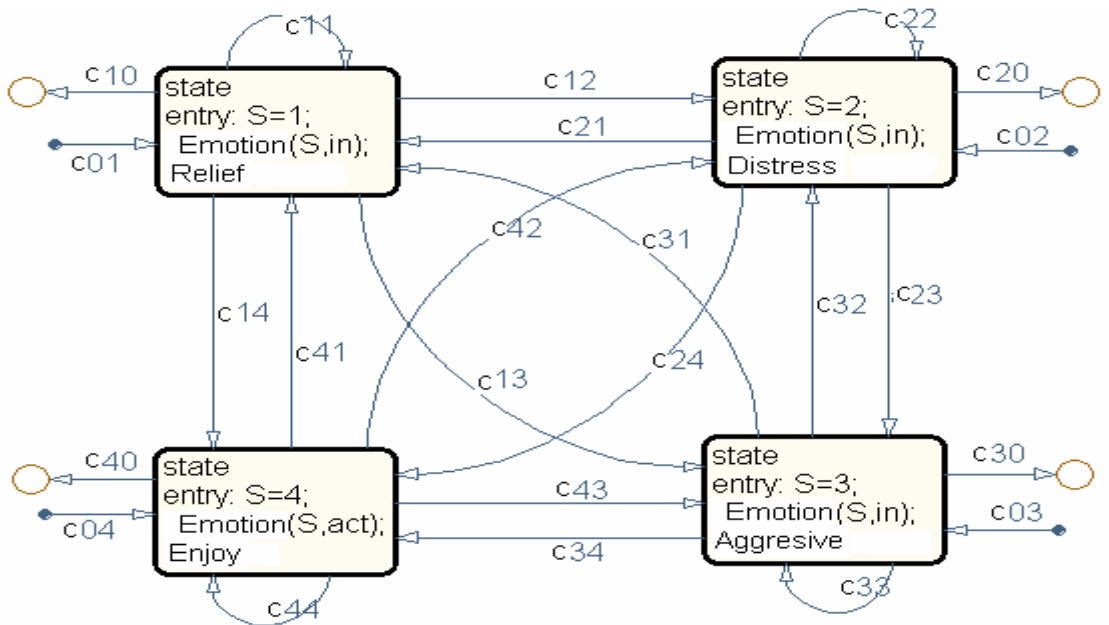 c11
c22
c10
state
entry: S=1;
Emotion(S,in);
Relief
c01
c12
c21
state
entry: S=2;
Emotion(S,in);
Distress
c20
c02
c42
c31
c14
c41
c13
c24
c32
c23
c40
state
entry: S=4;
Emotion(S,act);
Enjoy
c04
c43
c34
state
entry: S=3;
Emotion(S,in);
Aggresive
c30
c03
c44
c33